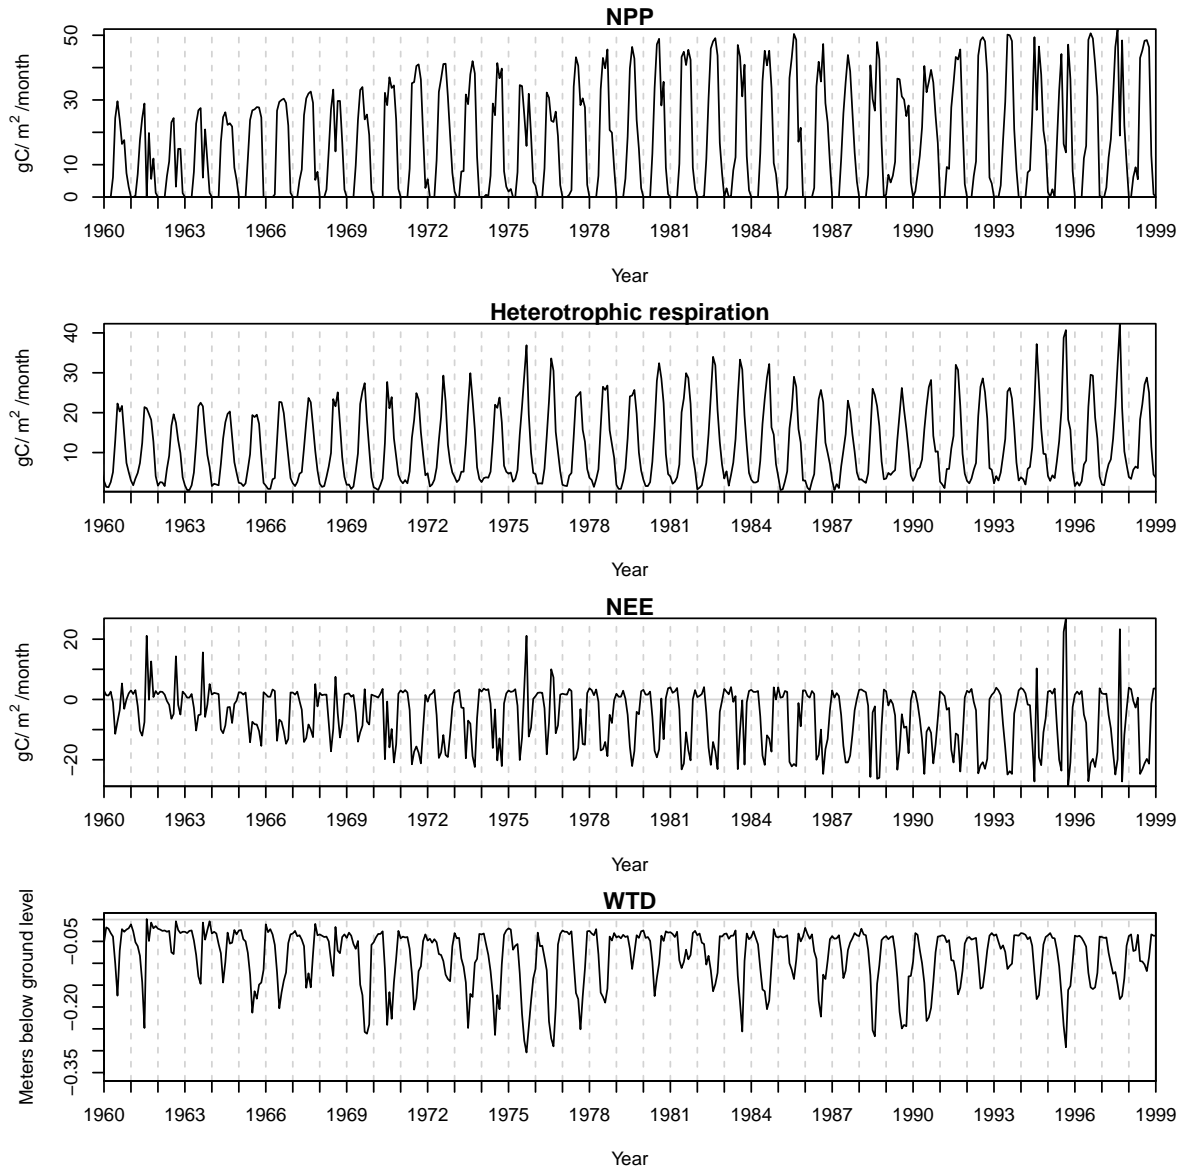 NPP
gC/ m² /month
50
30
10
0
1960 1963 1966 1969 1972 1975 1978 1981 1984 1987 1990 1993 1996 1999
Year
Heterotrophic respiration
gC/ m² /month
40
30
20
10
1960 1963 1966 1969 1972 1975 1978 1981 1984 1987 1990 1993 1996 1999
Year
NEE
gC/ m² /month
20
0
−20
1960 1963 1966 1969 1972 1975 1978 1981 1984 1987 1990 1993 1996 1999
Year
WTD
Meters below ground level
−0.05
−0.20
−0.35
1960 1963 1966 1969 1972 1975 1978 1981 1984 1987 1990 1993 1996 1999
Year